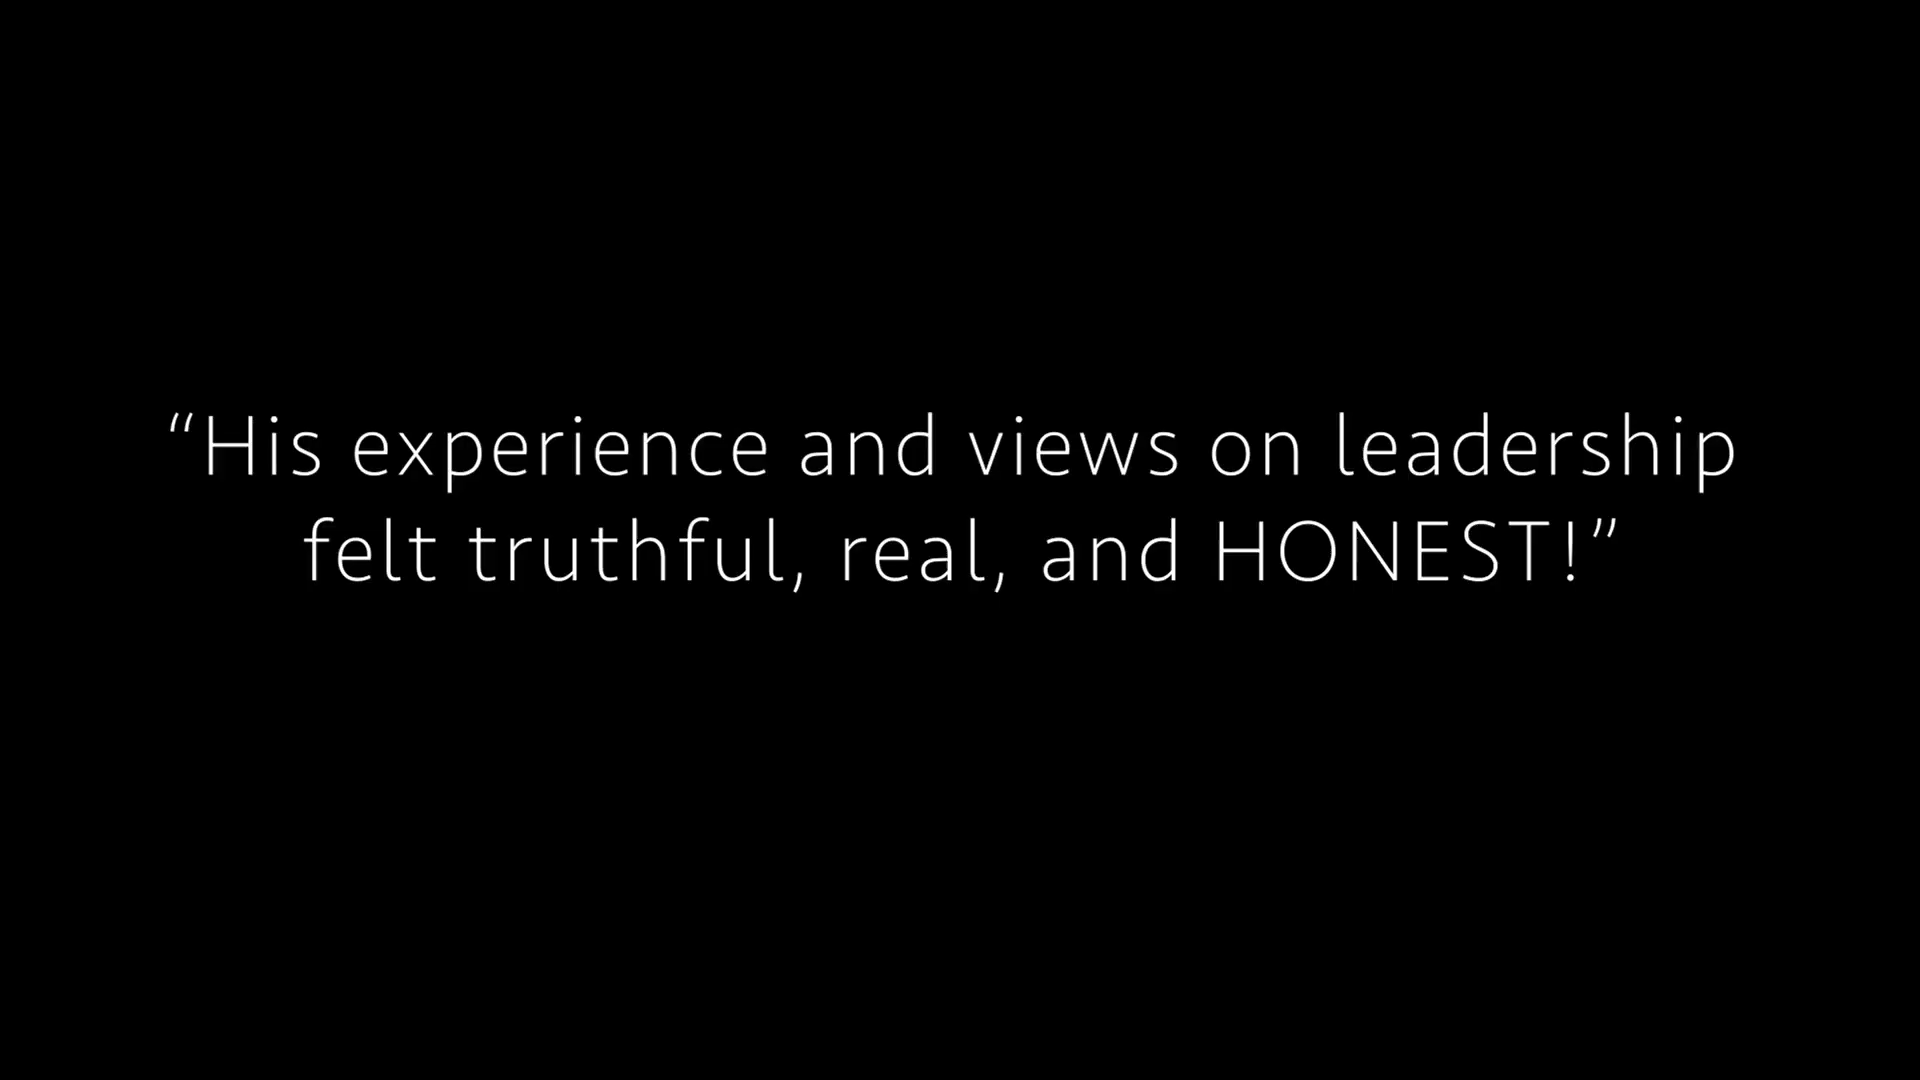 “His experience and views on leadership
felt truthful, real, and HONEST!”